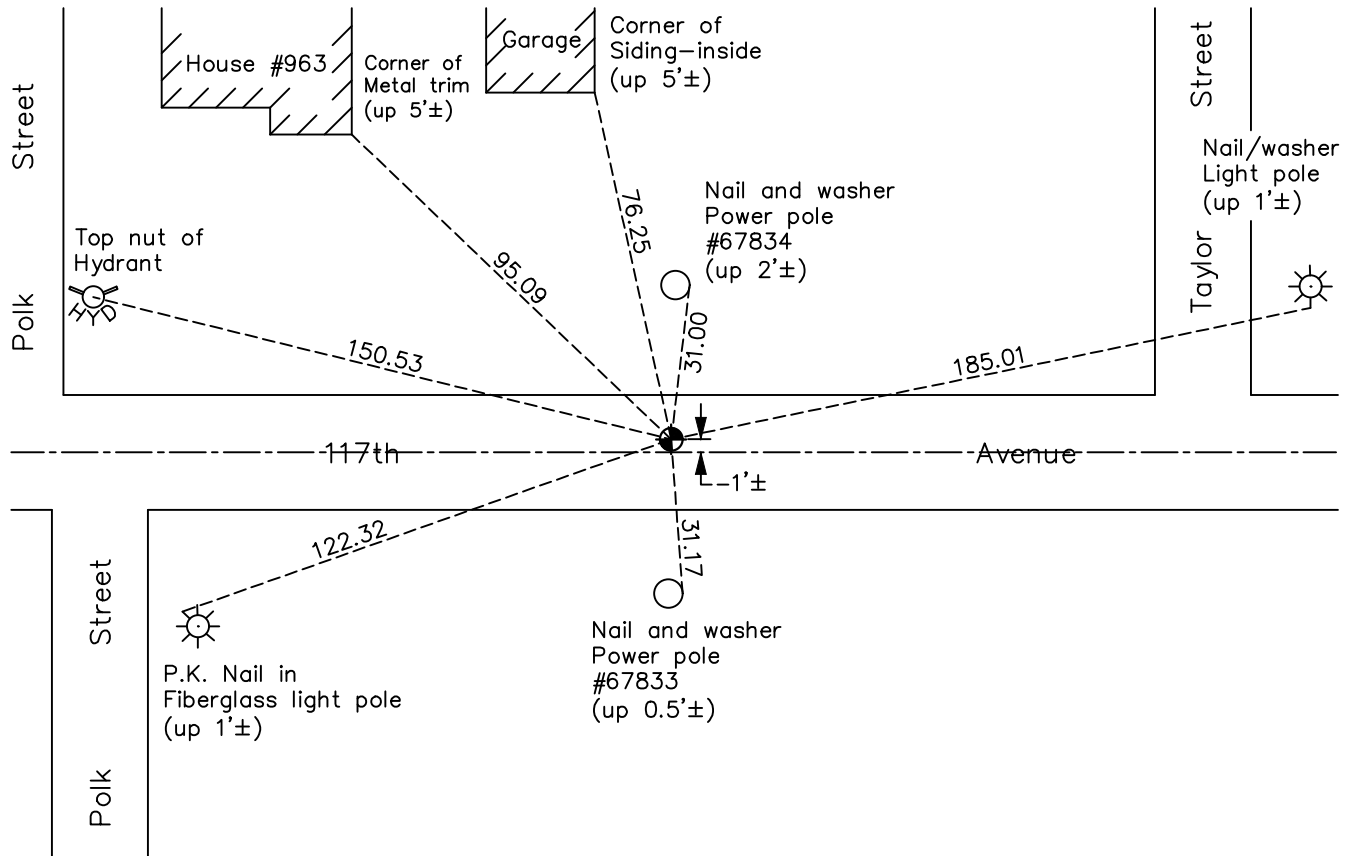 House #963
Corner of
Metal trim
(up 5'±)
Garage
Corner of
Siding-inside
(up 5'±)
Polk Street
Taylor Street
Nail/washer
Light pole
(up 1'±)
Nail and washer
Power pole
#67834
(up 2'±)
Top nut of
Hydrant
HYD
76.25
95.09
31.00
150.53
185.01
117th Avenue
1'±
122.32
31.17
Polk Street
Nail and washer
Power pole
#67833
(up 0.5'±)
P.K. Nail in
Fiberglass light pole
(up 1'±)